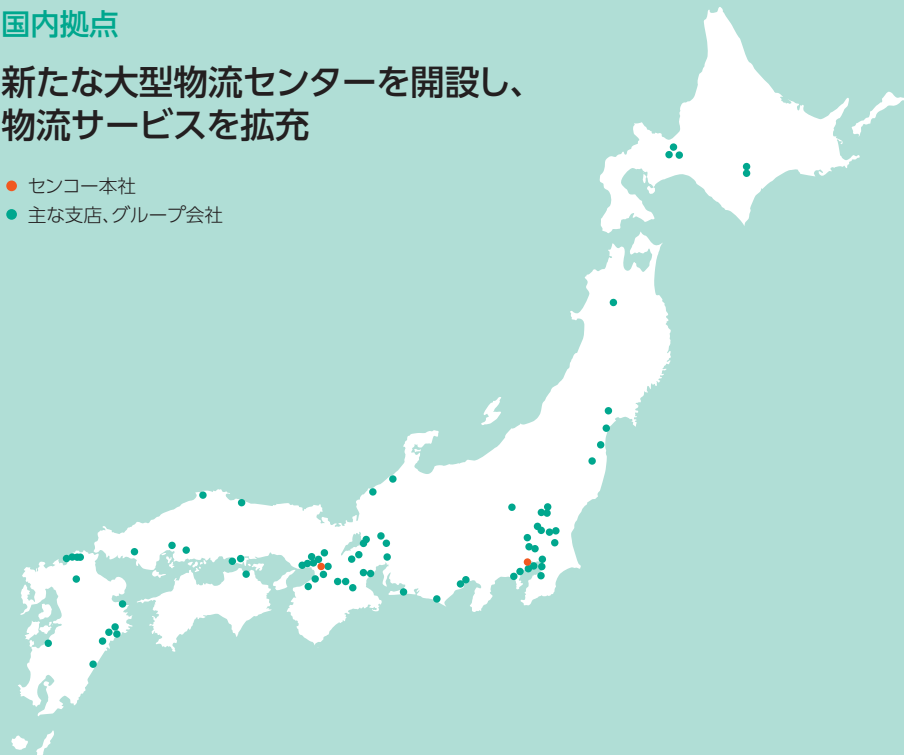 国内拠点
新たな大型物流センターを開設し、
物流サービスを拡充
センコー本社
主な支店、グループ会社